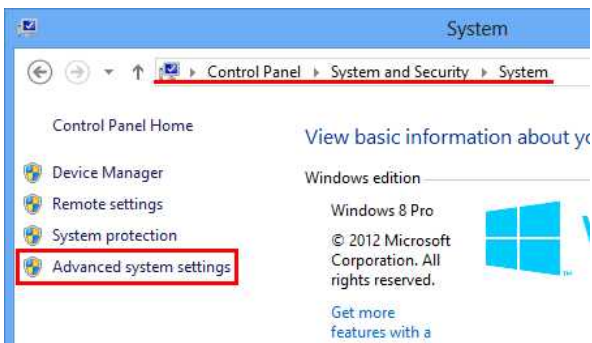 System
Control Panel ▸ System and Security ▸ System
Control Panel Home
Device Manager
Remote settings
System protection
Advanced system settings
View basic information about yo
Windows edition
Windows 8 Pro
© 2012 Microsoft
Corporation. All
rights reserved.
Get more
features with a